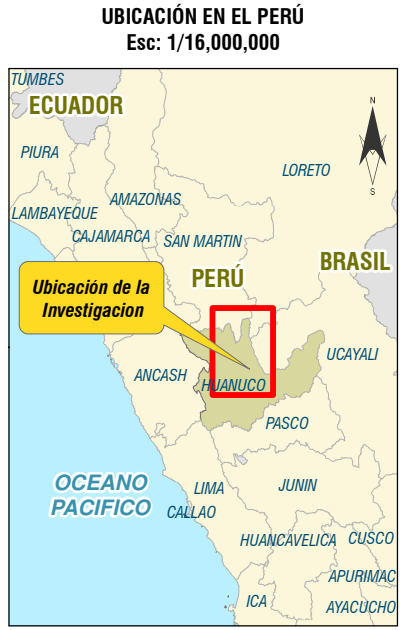 UBICACIÓN EN EL PERÚ
Esc: 1/16,000,000
TUMBES
ECUADOR
N
S
PIURA
LORETO
AMAZONAS
LAMBAYEQUE
CAJAMARCA
SAN MARTIN
BRASIL
PERÚ
Ubicación de la
Investigacion
UCAYALI
ANCASH
HUANUCO
PASCO
OCEANO
PACIFICO
LIMA
JUNIN
CALLAO
HUANCAVELICA
CUSCO
APURIMAC
ICA
AYACUCHO